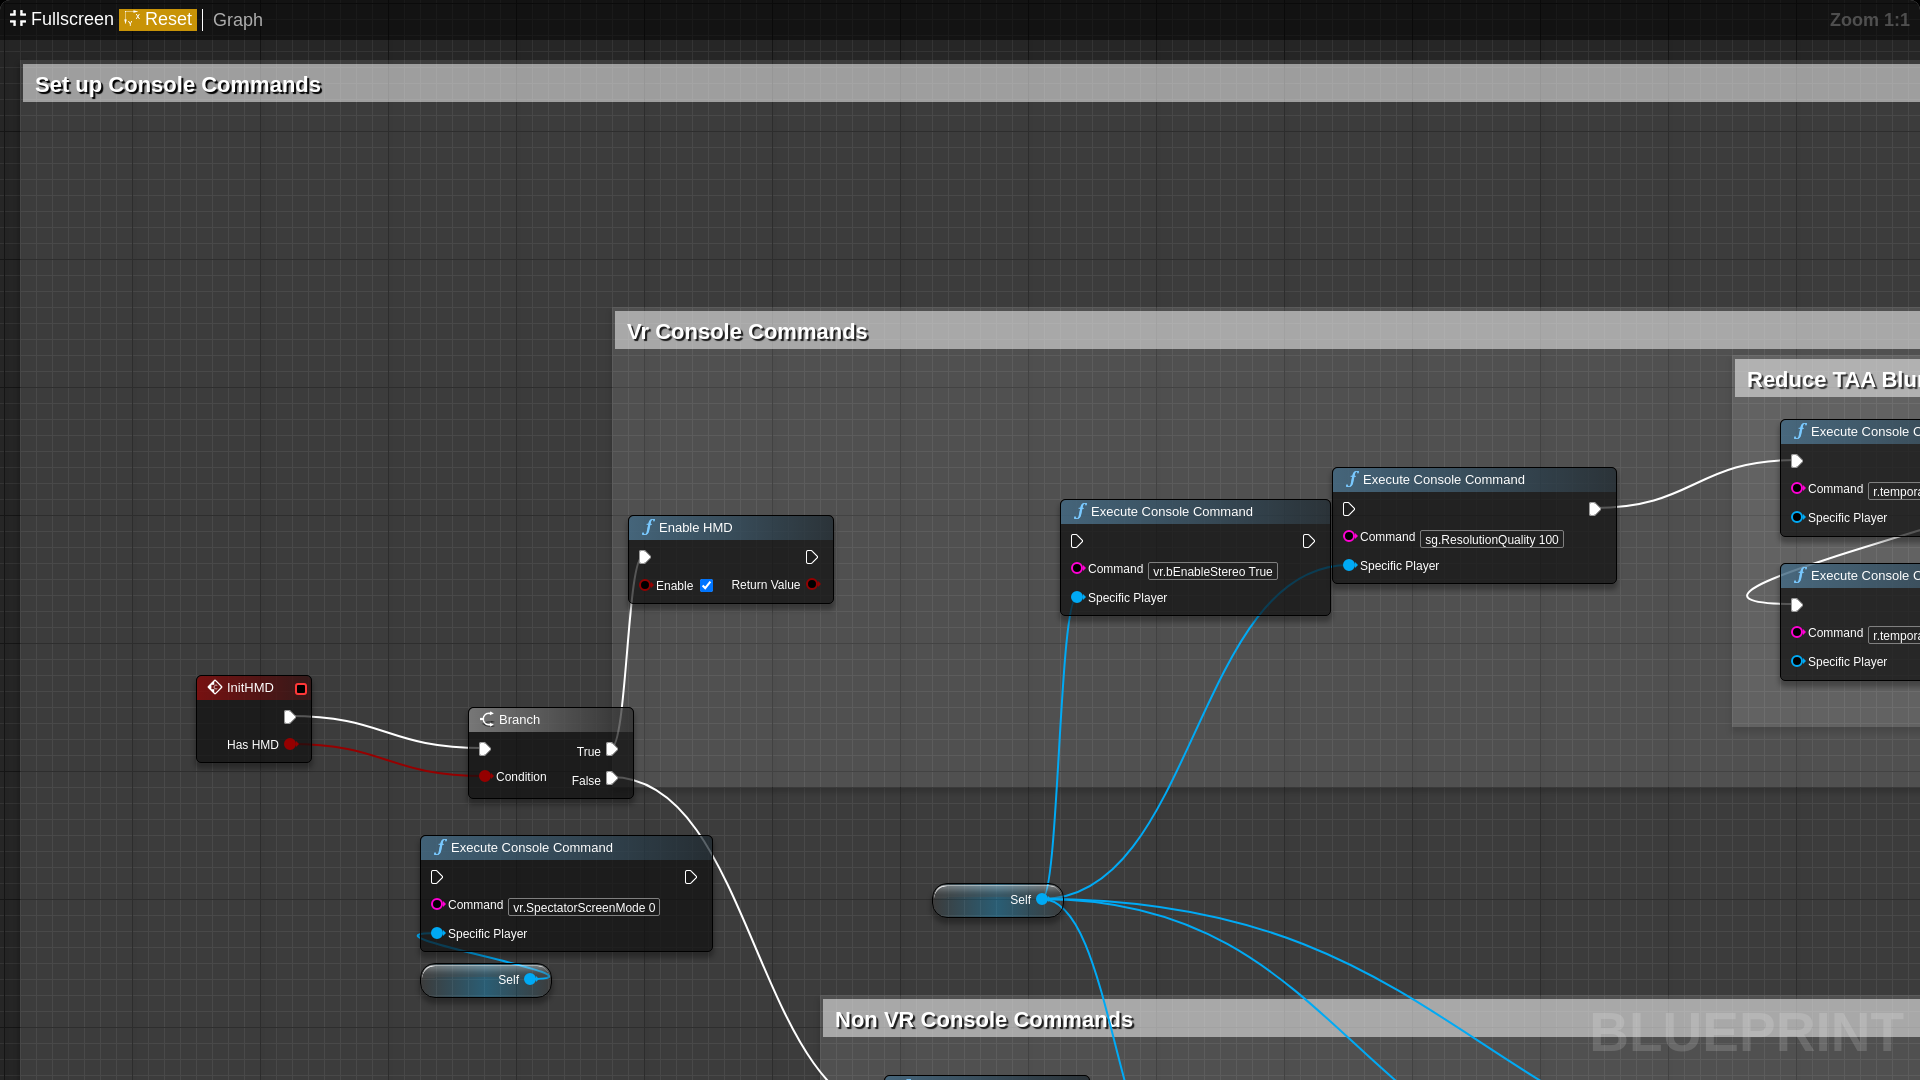 Fullscreen Reset Graph
Zoom 1:1
Set up Console Commands
Vr Console Commands
Reduce TAA Blur
Execute Console C
Command r.tempora
Specific Player
Execute Console Command
Command sg.ResolutionQuality 100
Specific Player
Execute Console Command
Command vr.bEnableStereo True
Specific Player
Enable HMD
Enable Return Value
Execute Console C
Command r.tempora
Specific Player
InitHMD
Has HMD
Branch
True
Condition
False
Execute Console Command
Command vr.SpectatorScreenMode 0
Specific Player
Self
Self
Non VR Console Commands
BLUEPRINT